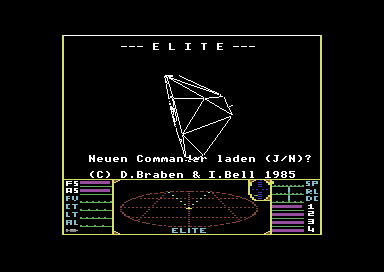 --- E L I T E ---
Neuen Commander laden (J/N)?
(C) D.Braben & I.Bell 1985
FS
AS
FV
CT
LT
AL
SP
RL
DC
1
2
3
4
ELITE